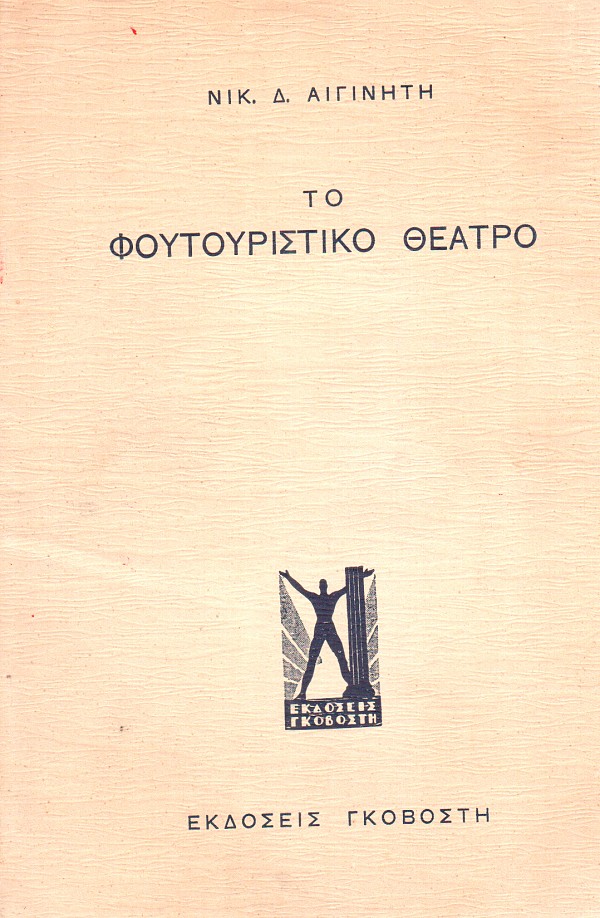 ΝΙΚ. Δ. ΑΙΓΙΝΗΤΗ
ΤΟ
ΦΟΥΤΟΥΡΙΣΤΙΚΟ ΘΕΑΤΡΟ
ΕΚΔΟΣΕΙΣ
ΓΚΟΒΟΣΤΗ
ΕΚΔΟΣΕΙΣ ΓΚΟΒΟΣΤΗ